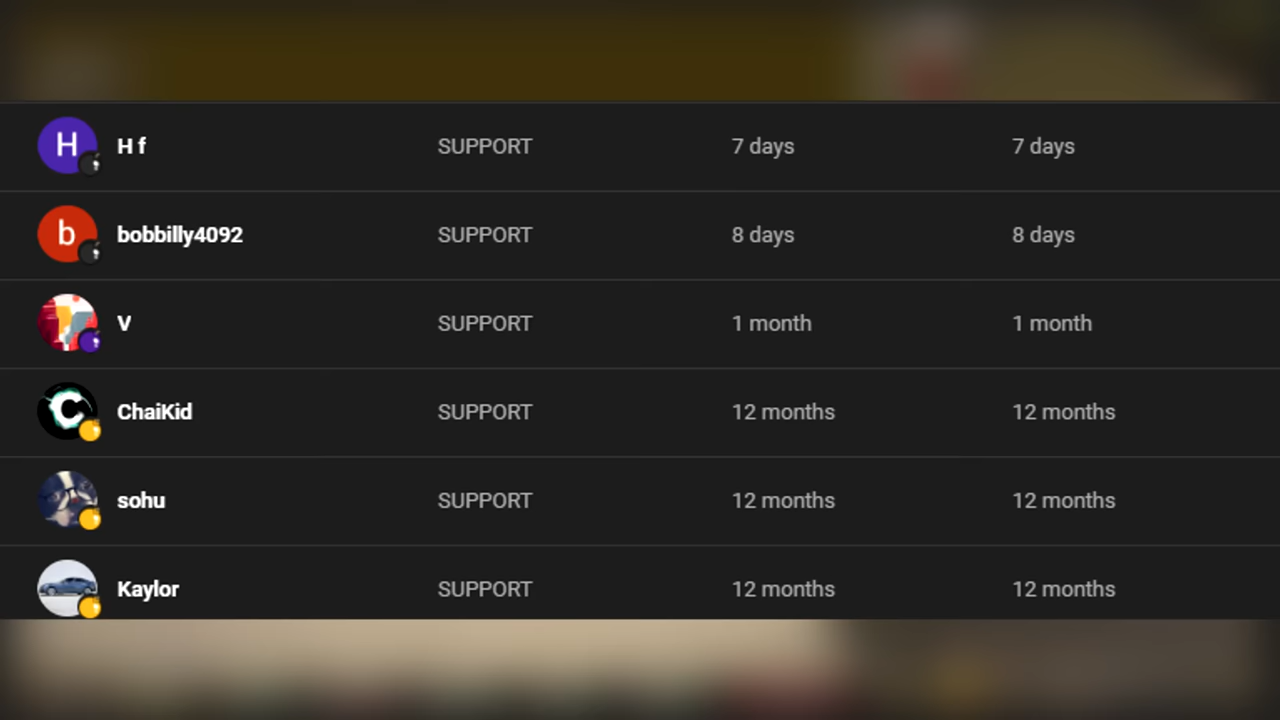 H H f SUPPORT 7 days 7 days
b bobbilly4092 SUPPORT 8 days 8 days
V SUPPORT 1 month 1 month
C ChaiKid SUPPORT 12 months 12 months
sohu SUPPORT 12 months 12 months
Kaylor SUPPORT 12 months 12 months